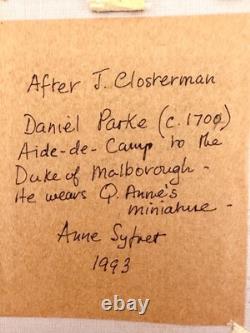 After J. Closterman
Daniel Parke (c. 1700)
Aide-de-Camp to the
Duke of Malborough -
He wears Q. Anne's
miniature -
Anne Syfret
1993
ebay